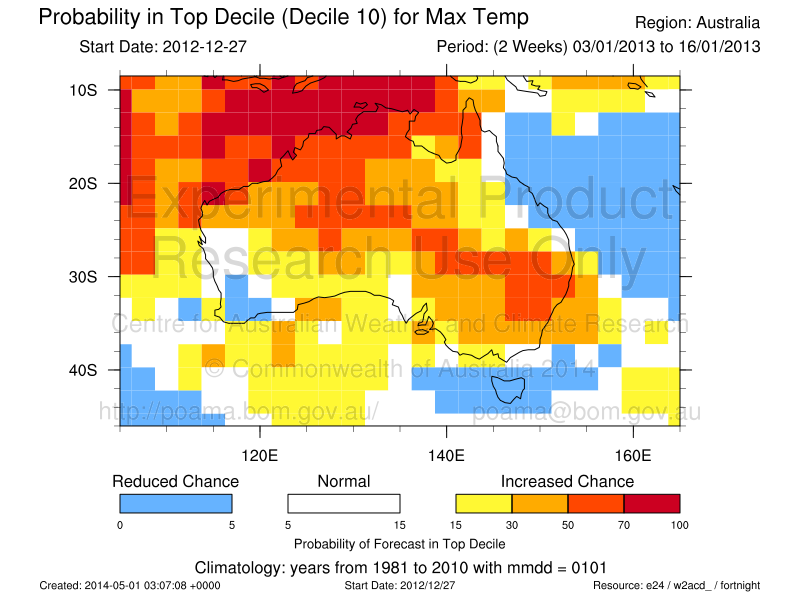 Probability in Top Decile (Decile 10) for Max Temp
Region: Australia
Start Date: 2012-12-27
Period: (2 Weeks) 03/01/2013 to 16/01/2013
10S
20S
30S
40S
Experimental Product
Research Use Only
Centre for Australian Weather and Climate Research
© Commonwealth of Australia 2014
http://poama.bom.gov.au/
poama@bom.gov.au
120E 140E 160E
Reduced Chance Normal Increased Chance
0 5 5 15 15 30 50 70 100
Probability of Forecast in Top Decile
Climatology: years from 1981 to 2010 with mmdd = 0101
Created: 2014-05-01 03:07:08 +0000 Start Date: 2012/12/27 Resource: e24 / w2acd_ / fortnight